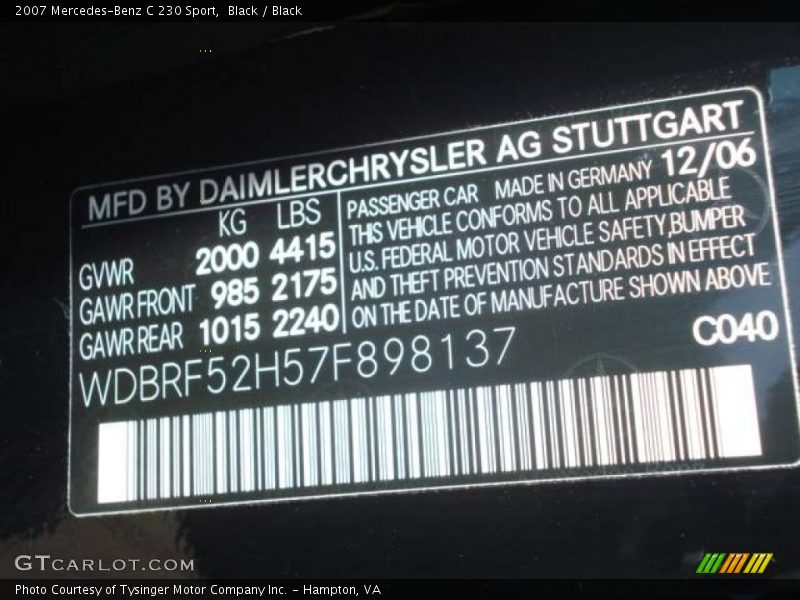 2007 Mercedes-Benz C 230 Sport,  Black / Black
MFD BY DAIMLERCHRYSLER AG STUTTGART
KG LBS
GVWR 2000 4415
GAWR FRONT 985 2175
GAWR REAR 1015 2240
PASSENGER CAR MADE IN GERMANY 12/06
THIS VEHICLE CONFORMS TO ALL APPLICABLE
U.S. FEDERAL MOTOR VEHICLE SAFETY,BUMPER
AND THEFT PREVENTION STANDARDS IN EFFECT
ON THE DATE OF MANUFACTURE SHOWN ABOVE
C040
WDBRF52H57F898137
GTCARLOT.COM
Photo Courtesy of Tysinger Motor Company Inc. - Hampton, VA